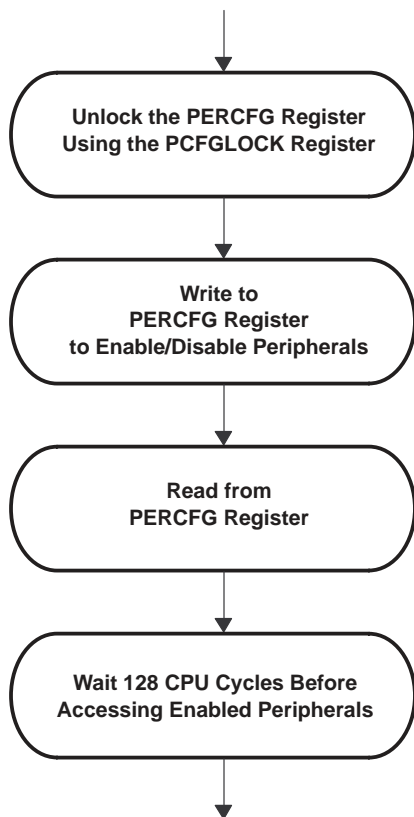 Unlock the PERCFG Register
Using the PCFGLOCK Register
Write to
PERCFG Register
to Enable/Disable Peripherals
Read from
PERCFG Register
Wait 128 CPU Cycles Before
Accessing Enabled Peripherals